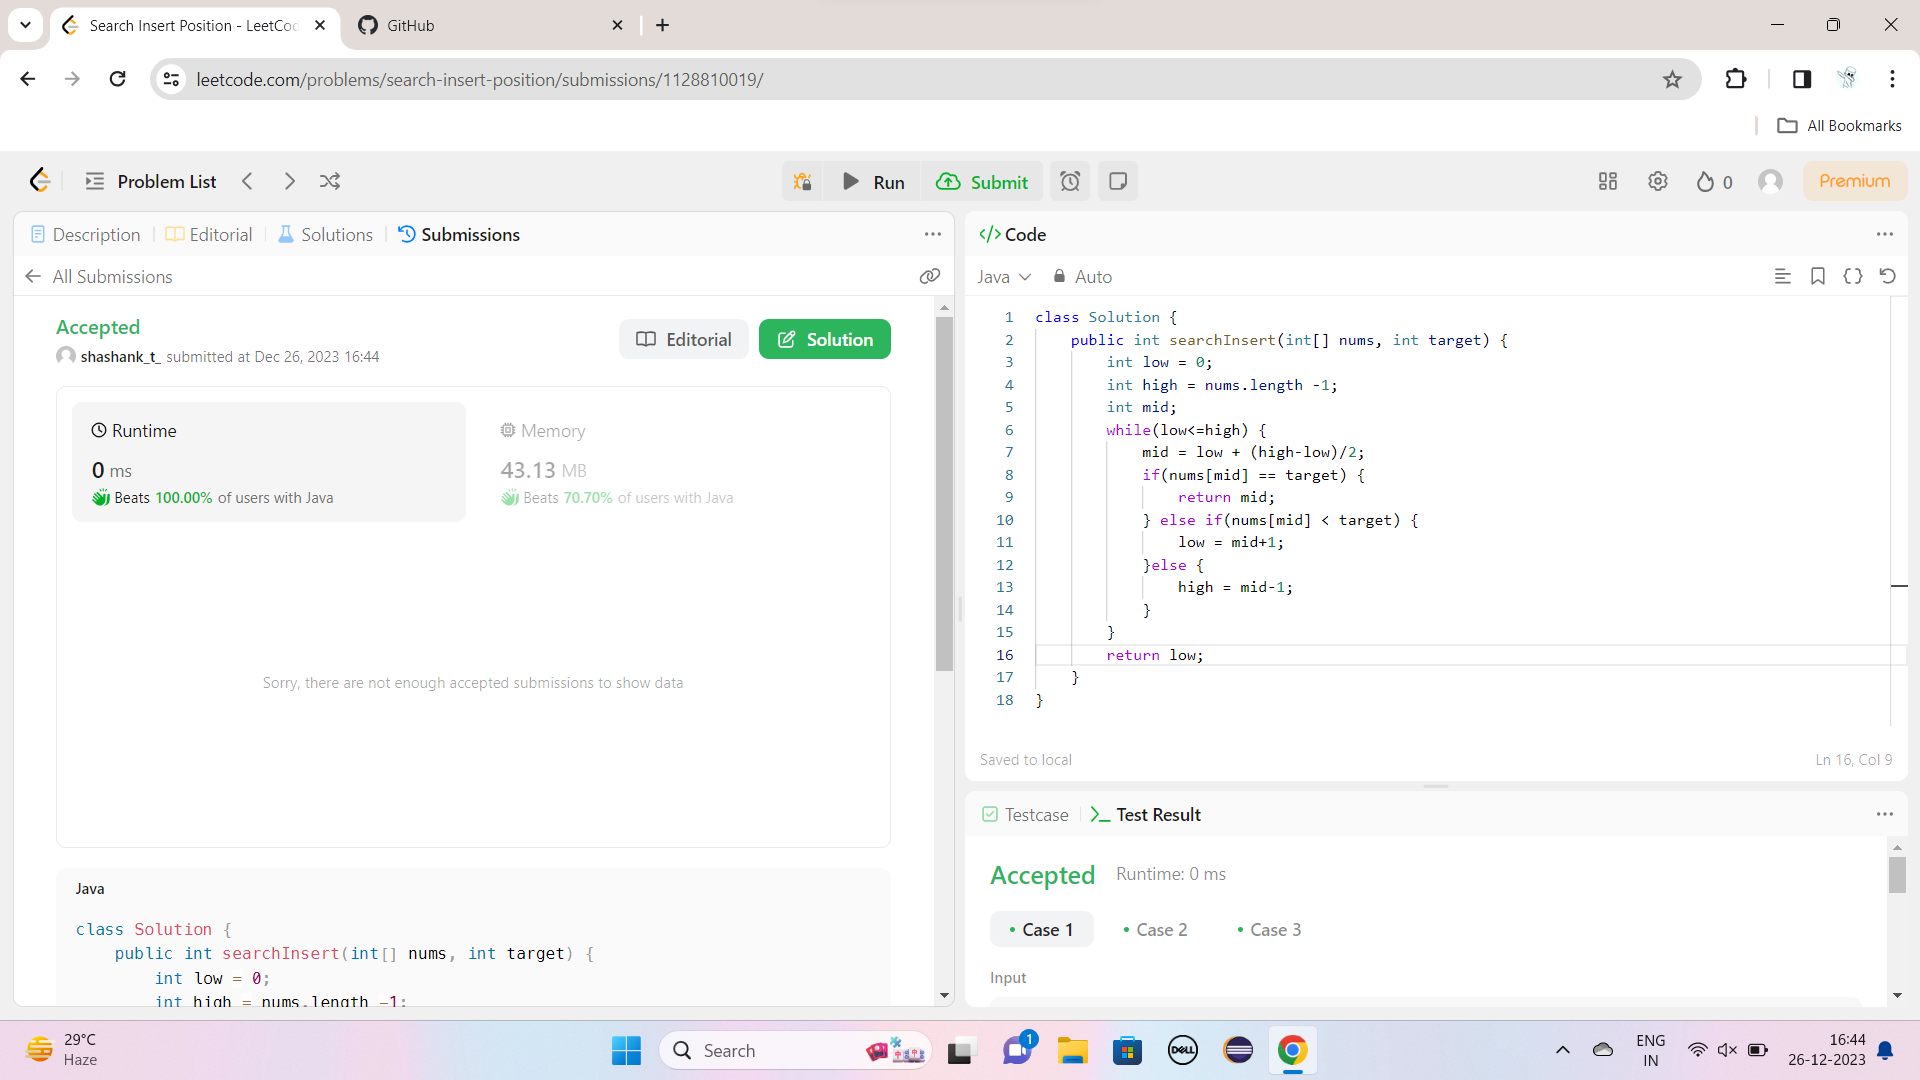 Search Insert Position - LeetCoc
GitHub
leetcode.com/problems/search-insert-position/submissions/1128810019/
All Bookmarks
Problem List
Run
Submit
0
Premium
Description
Editorial
Solutions
Submissions
All Submissions
Accepted
shashank_t_ submitted at Dec 26, 2023 16:44
Editorial
Solution
Runtime
0 ms
Beats 100.00% of users with Java
Memory
43.13 MB
Beats 70.70% of users with Java
Sorry, there are not enough accepted submissions to show data
Java
class Solution {
public int searchInsert(int[] nums, int target) {
int low = 0;
int high = nums.length -1;
Code
Java
Auto
1 class Solution {
2 public int searchInsert(int[] nums, int target) {
3 int low = 0;
4 int high = nums.length -1;
5 int mid;
6 while(low<=high) {
7 mid = low + (high-low)/2;
8 if(nums[mid] == target) {
9 return mid;
10 } else if(nums[mid] < target) {
11 low = mid+1;
12 }else {
13 high = mid-1;
14 }
15 }
16 return low;
17 }
18 }
Saved to local
Ln 16, Col 9
Testcase
Test Result
Accepted
Runtime: 0 ms
Case 1
Case 2
Case 3
Input
29°C
Haze
Search
1
DELL
ENG
IN
16:44
26-12-2023